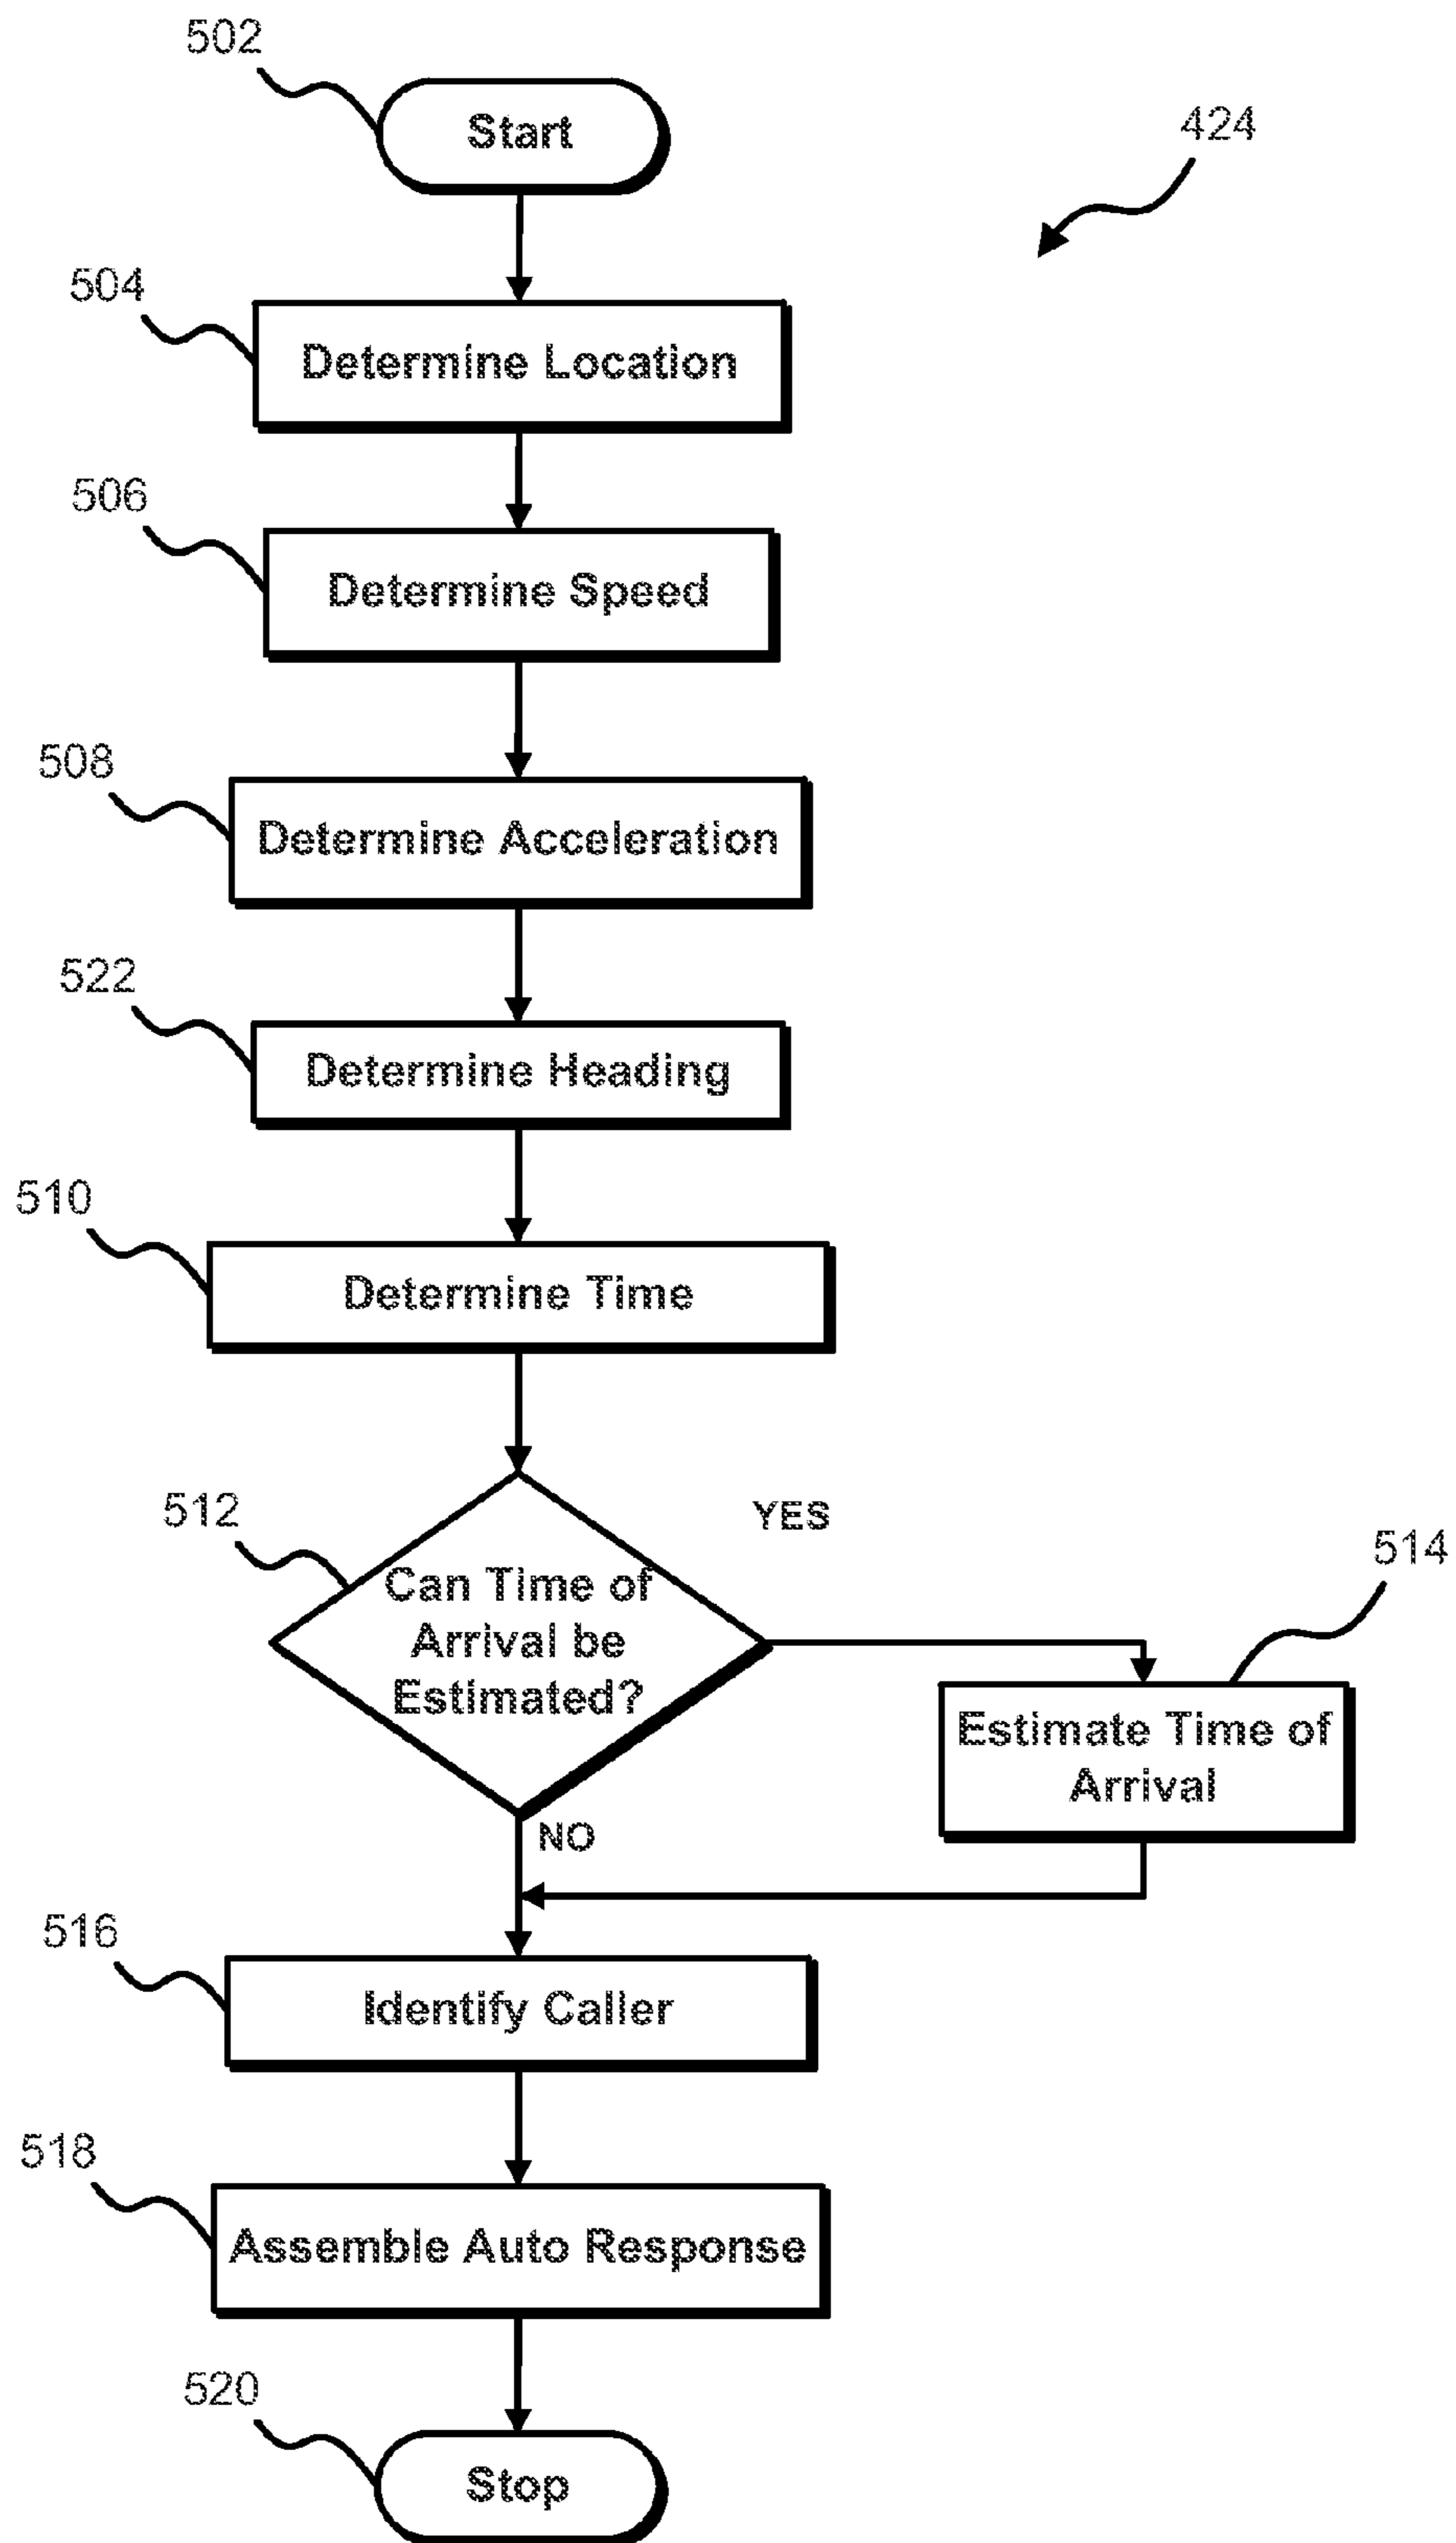 502
Start
424
504
Determine Location
506
Determine Speed
508
Determine Acceleration
522
Determine Heading
510
Determine Time
512
Can Time of
Arrival be
Estimated?
YES
514
Estimate Time of
Arrival
NO
516
Identify Caller
518
Assemble Auto Response
520
Stop